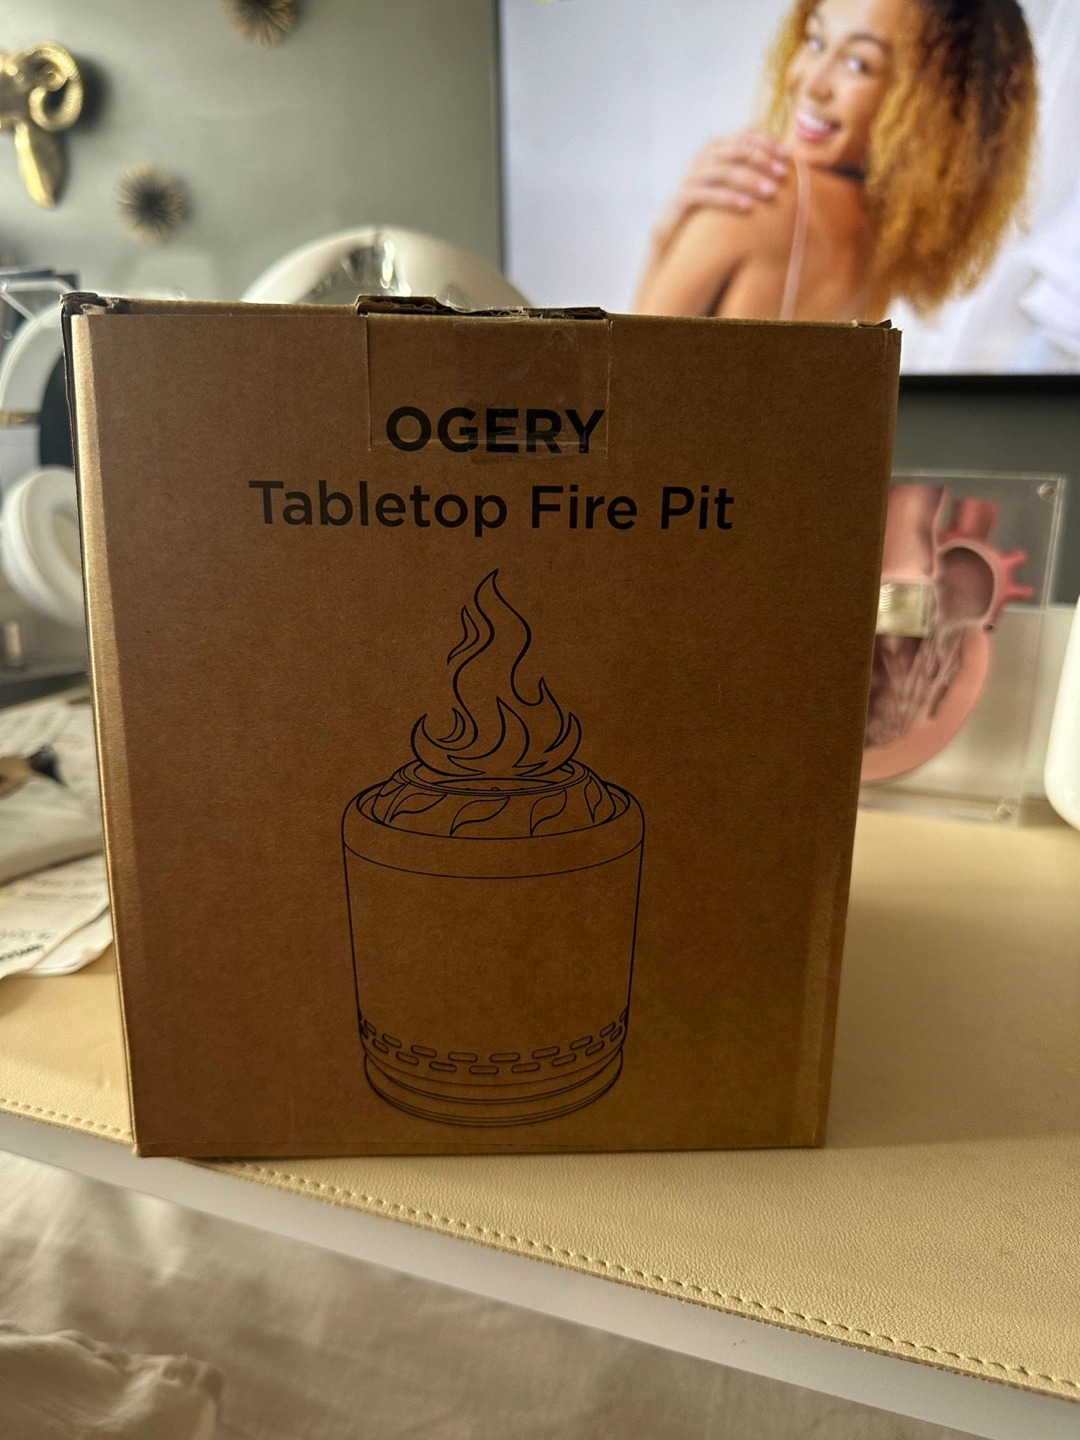 OGERY
Tabletop Fire Pit